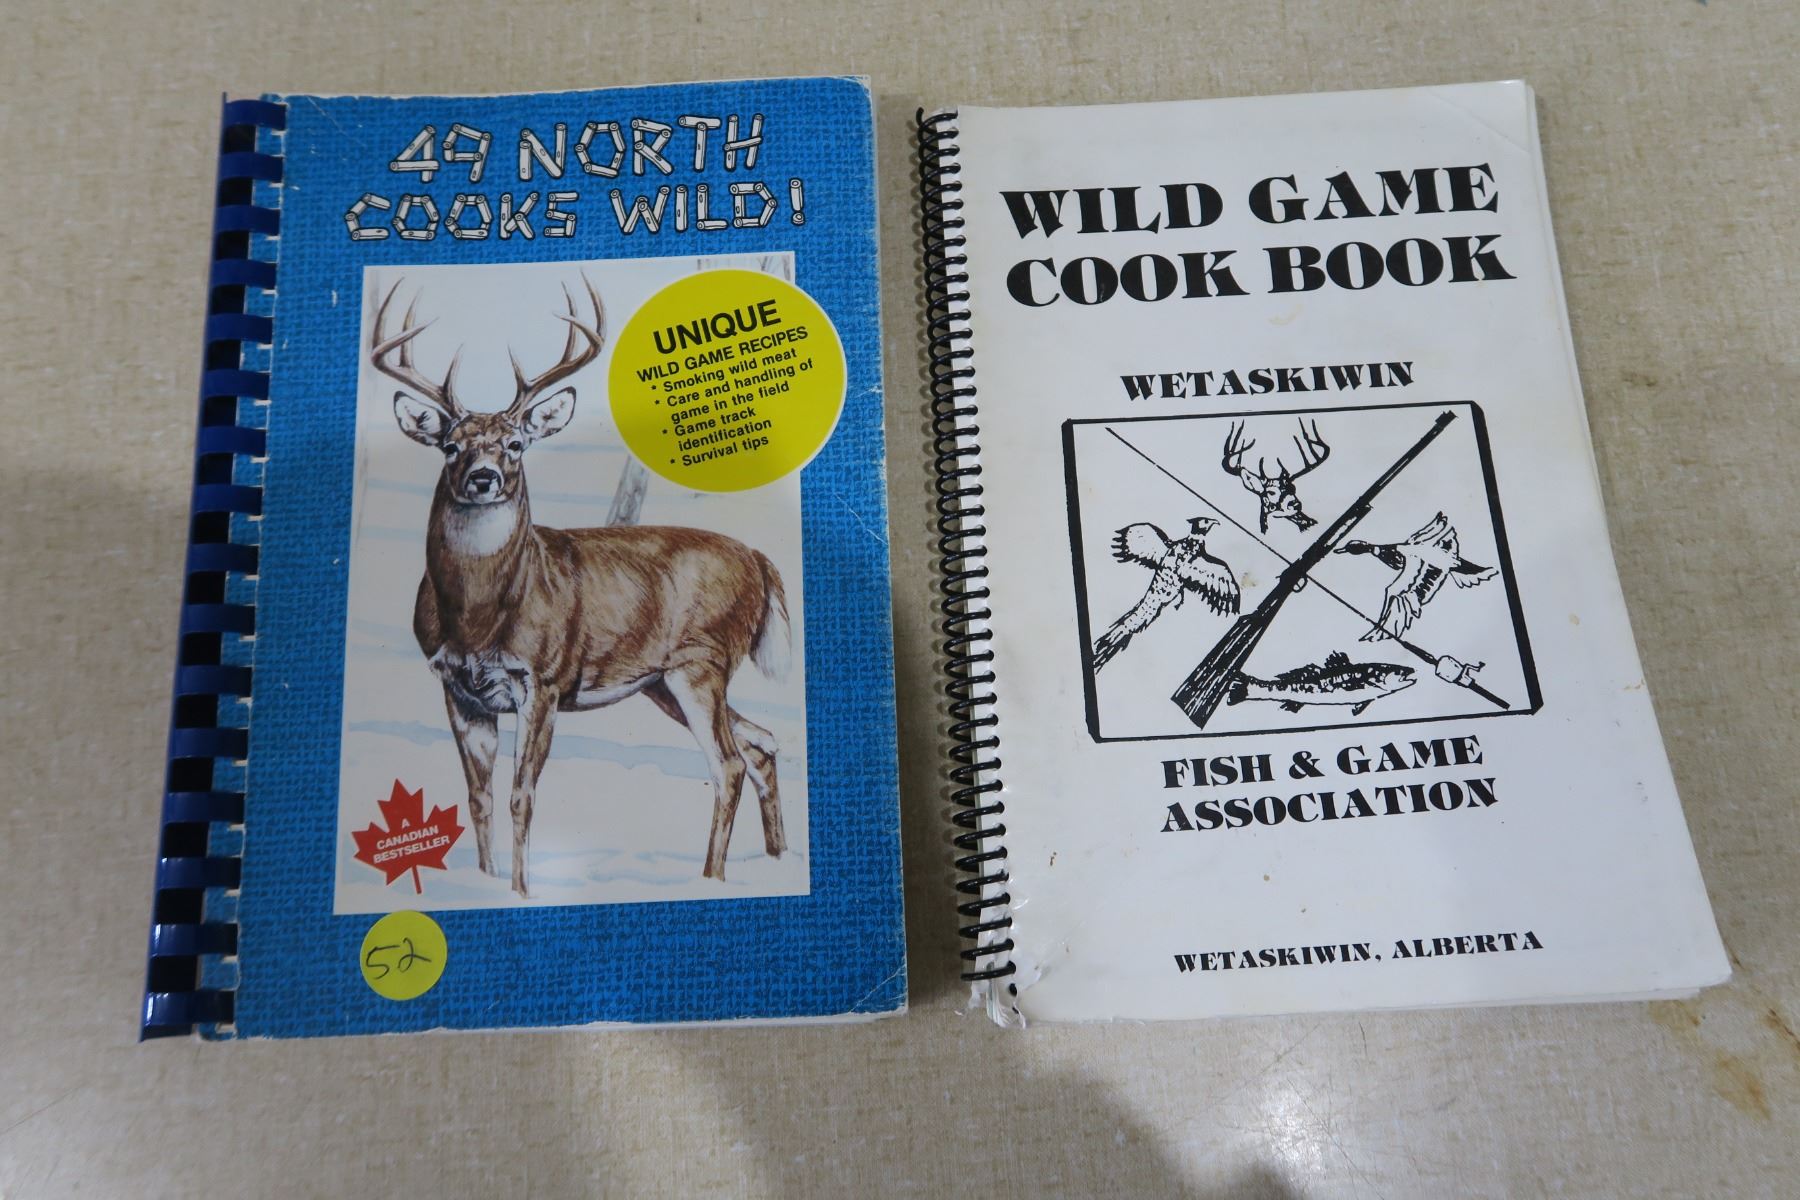 49 NORTH
COOKS WILD!
UNIQUE
WILD GAME RECIPES
* Smoking wild meat
* Care and handling of
game in the field
* Game track
identification
* Survival tips
A
CANADIAN
BESTSELLER
52
WILD GAME
COOK BOOK
WETASKIWIN
FISH & GAME
ASSOCIATION
WETASKIWIN, ALBERTA